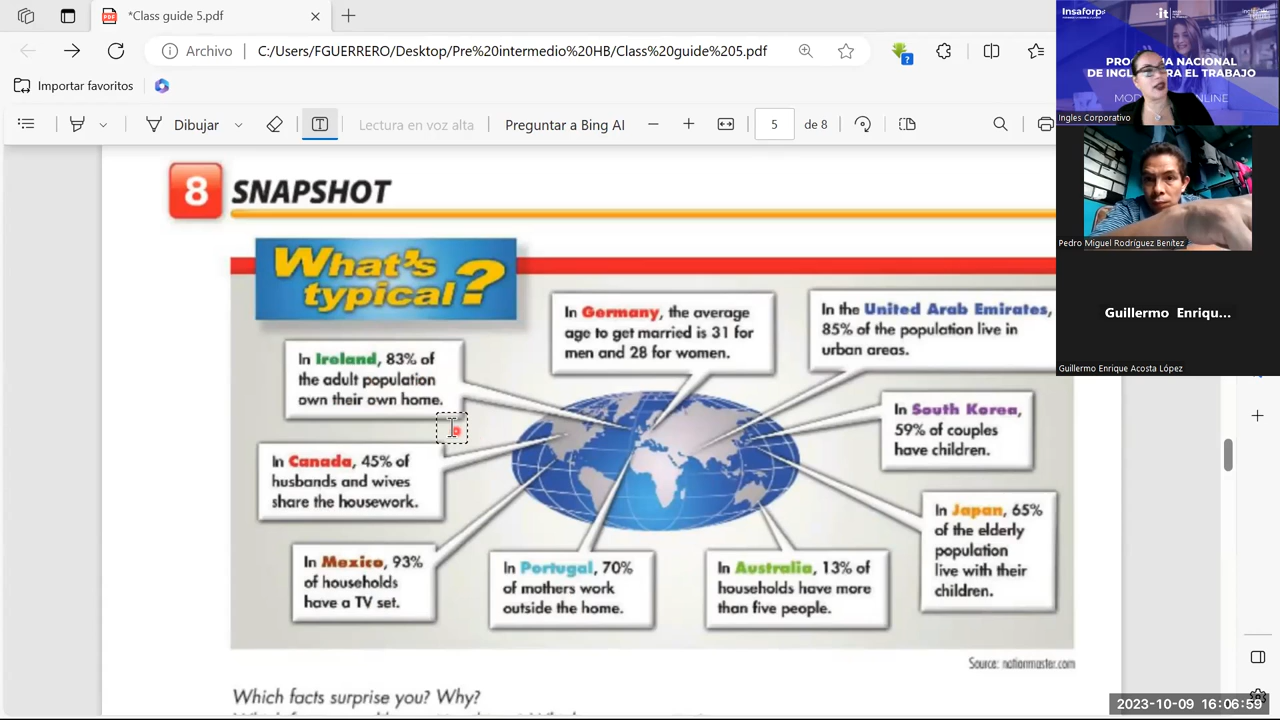 *Class guide 5.pdf
Archivo
C:/Users/FGUERRERO/Desktop/Pre%20intermedio%20HB/Class%20guide%205.pdf
Importar favoritos
Dibujar
Lectura en voz alta
Preguntar a Bing AI
5
de 8
8 SNAPSHOT
What's
typical?
In Ireland, 83% of
the adult population
own their own home.
In Germany, the average
age to get married is 31 for
men and 28 for women.
In the United Arab Emirates,
85% of the population live in
urban areas.
In Canada, 45% of
husbands and wives
share the housework.
In South Korea,
59% of couples
have children.
In Mexico, 93%
of households
have a TV set.
In Portugal, 70%
of mothers work
outside the home.
In Australia, 13% of
households have more
than five people.
In Japan, 65%
of the elderly
population
live with their
children.
Source: nationmaster.com
Which facts surprise you? Why?
Insaforp
Ingles Corporativo
Pedro Miguel Rodríguez Benítez
Guillermo Enriqu...
Guillermo Enrique Acosta López
2023-10-09 16:06:59